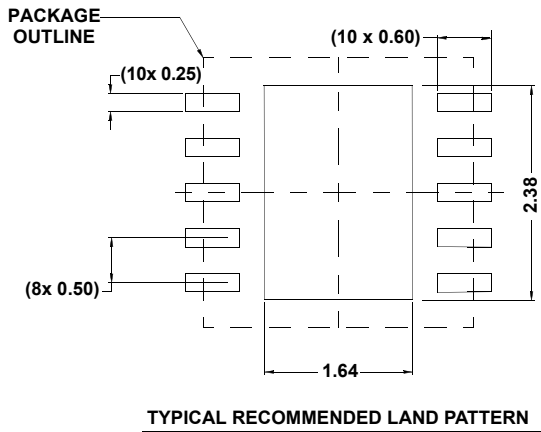 PACKAGE
OUTLINE
(10 x 0.60)
(10x 0.25)
2.38
(8x 0.50)
1.64
TYPICAL RECOMMENDED LAND PATTERN